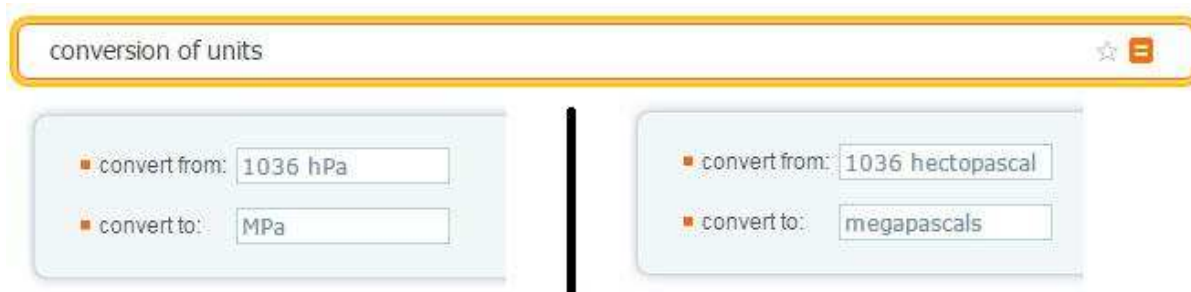 conversion of units
convert from: 1036 hPa
convert to: MPa
convert from: 1036 hectopascal
convert to: megapascals